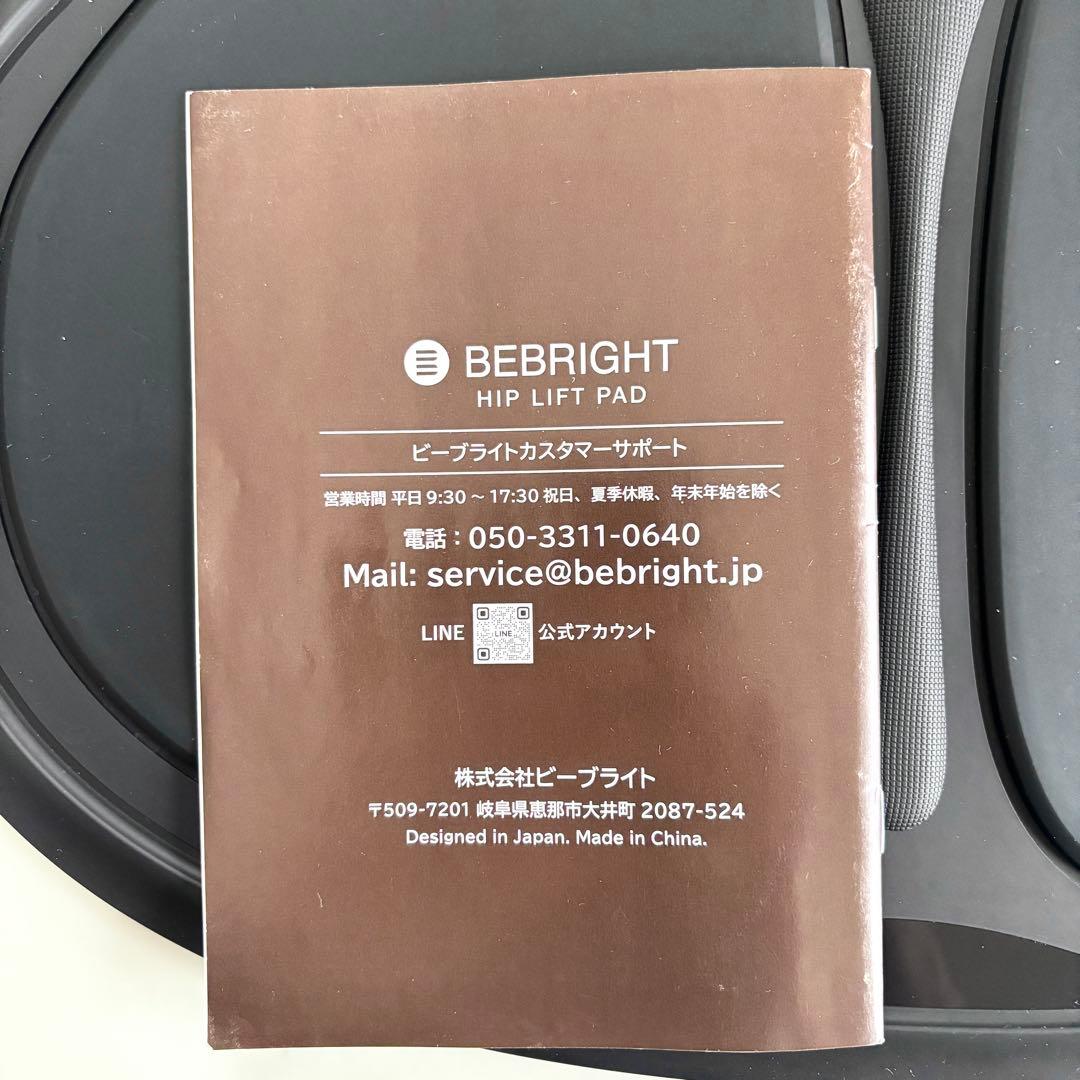 BEBRIGHT
HIP LIFT PAD
ビーブライトカスタマーサポート
営業時間 平日 9:30 ~ 17:30 祝日、夏季休暇、年末年始を除く
電話：050-3311-0640
Mail: service@bebright.jp
LINE LINE 公式アカウント
株式会社ビーブライト
〒509-7201 岐阜県恵那市大井町 2087-524
Designed in Japan. Made in China.